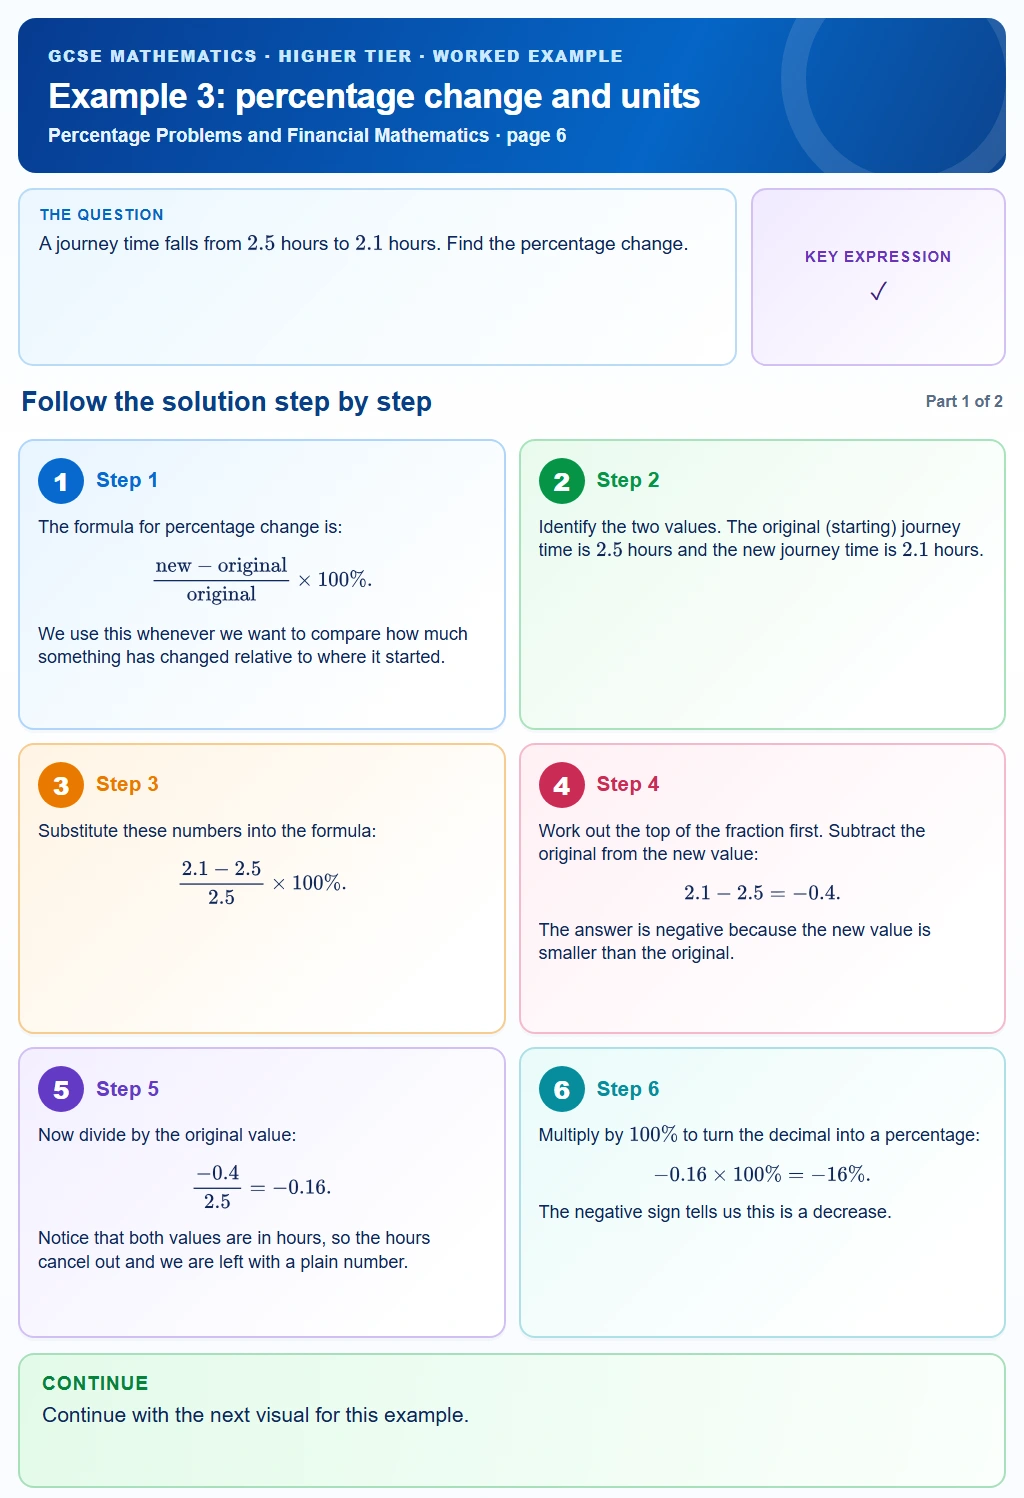 GCSE MATHEMATICS · HIGHER TIER · WORKED EXAMPLE
Example 3: percentage change and units
Percentage Problems and Financial Mathematics · page 6
THE QUESTION
A journey time falls from 2.5 hours to 2.1 hours. Find the percentage change.
KEY EXPRESSION
✓
Follow the solution step by step
Part 1 of 2
1 Step 1
The formula for percentage change is:
(new − original)/original × 100%.
We use this whenever we want to compare how much
something has changed relative to where it started.
2 Step 2
Identify the two values. The original (starting) journey
time is 2.5 hours and the new journey time is 2.1 hours.
3 Step 3
Substitute these numbers into the formula:
(2.1 − 2.5)/2.5 × 100%.
4 Step 4
Work out the top of the fraction first. Subtract the
original from the new value:
2.1 − 2.5 = −0.4.
The answer is negative because the new value is
smaller than the original.
5 Step 5
Now divide by the original value:
−0.4/2.5 = −0.16.
Notice that both values are in hours, so the hours
cancel out and we are left with a plain number.
6 Step 6
Multiply by 100% to turn the decimal into a percentage:
−0.16 × 100% = −16%.
The negative sign tells us this is a decrease.
CONTINUE
Continue with the next visual for this example.